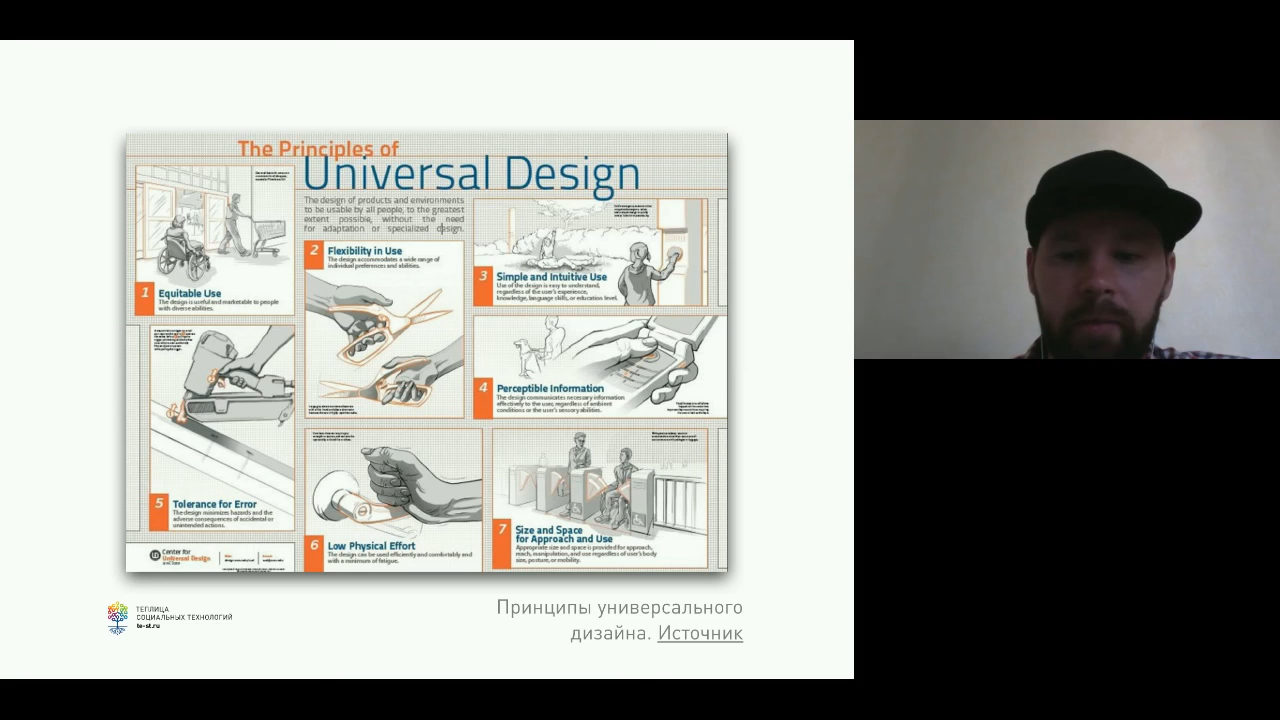 The Principles of
Universal Design
The design of products and environments
to be usable by all people, to the greatest
extent possible, without the need
for adaptation or specialized design.
1 Equitable Use
The design is useful and marketable to people
with diverse abilities.
2 Flexibility in Use
The design accommodates a wide range of
individual preferences and abilities.
3 Simple and Intuitive Use
Use of the design is easy to understand,
regardless of the user's experience,
knowledge, language skills, or education level.
4 Perceptible Information
The design communicates necessary information
effectively to the user, regardless of ambient
conditions or the user's sensory abilities.
5 Tolerance for Error
The design minimizes hazards and the
adverse consequences of accidental or
unintended actions.
6 Low Physical Effort
The design can be used efficiently and comfortably and
with a minimum of fatigue.
7 Size and Space
for Approach and Use
Appropriate size and space is provided for approach,
reach, manipulation, and use regardless of user's body
size, posture, or mobility.
Center for
Universal Design
ТЕПЛИЦА
СОЦИАЛЬНЫХ ТЕХНОЛОГИЙ
te-st.ru
Принципы универсального
дизайна. Источник